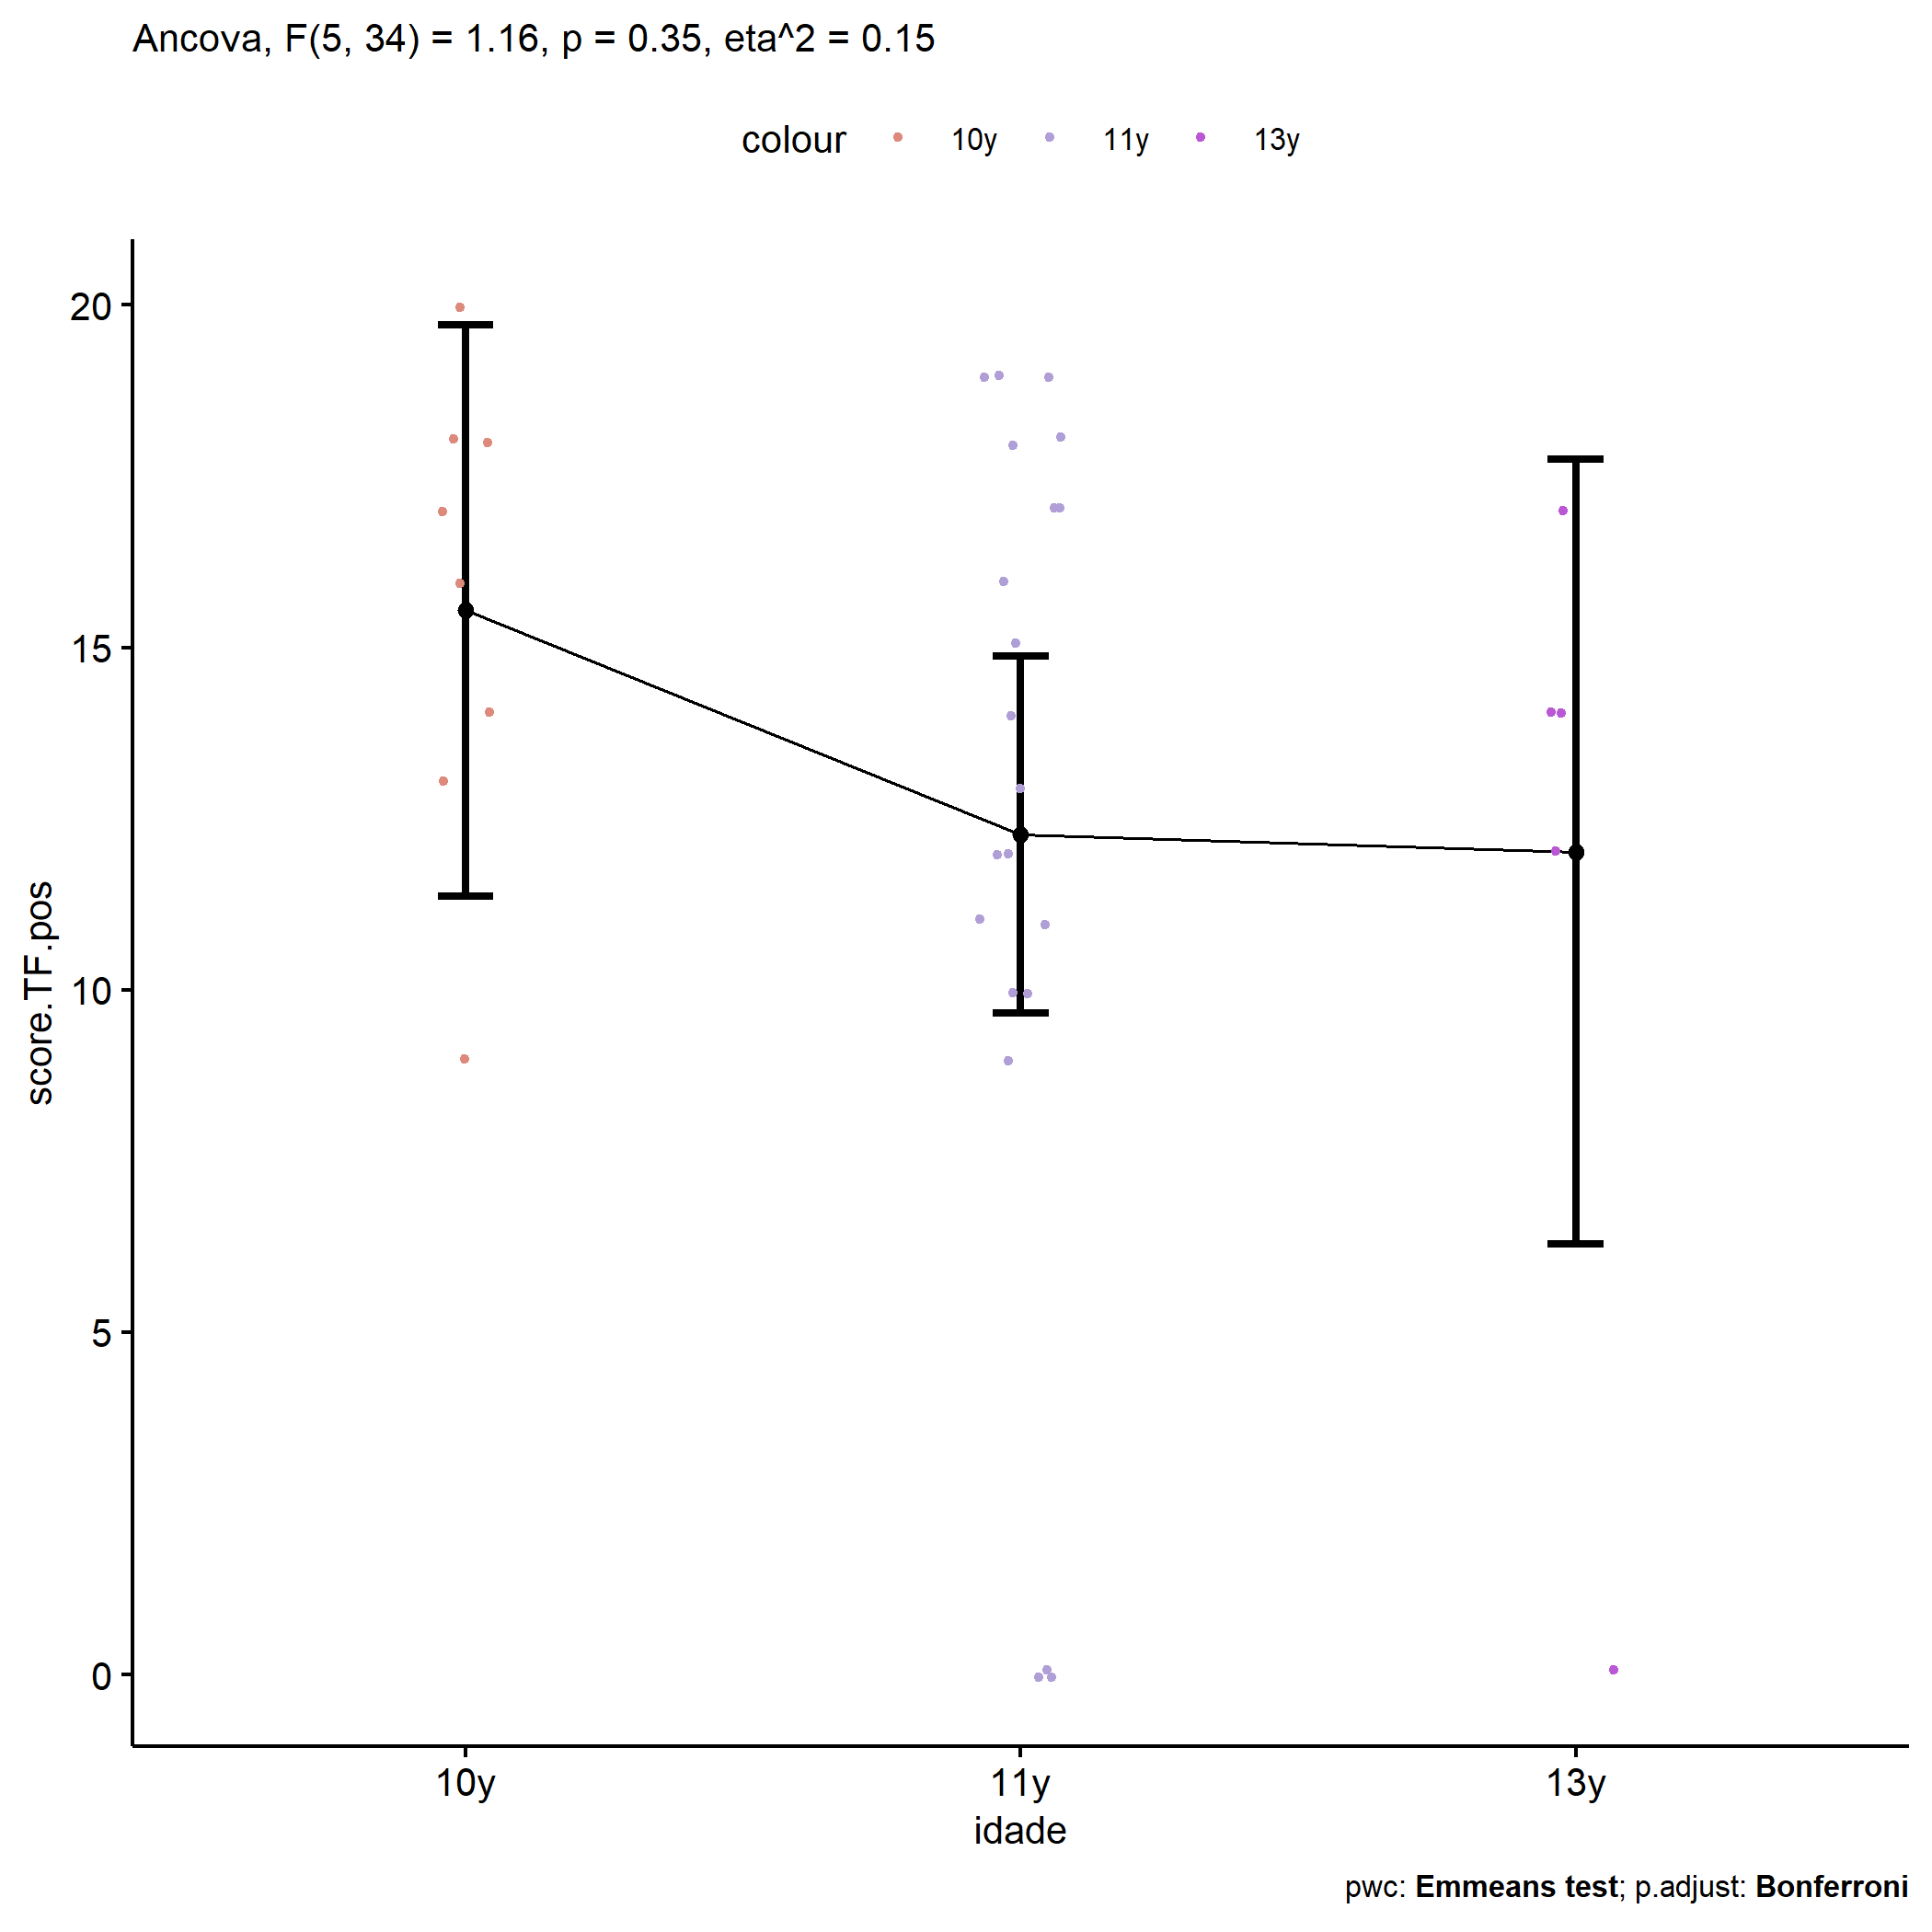 Ancova, F(5, 34) = 1.16, p = 0.35, eta^2 = 0.15
colour 10y 11y 13y
20
15
10
5
0
score.TF.pos
10y 11y 13y
idade
pwc: Emmeans test; p.adjust: Bonferroni